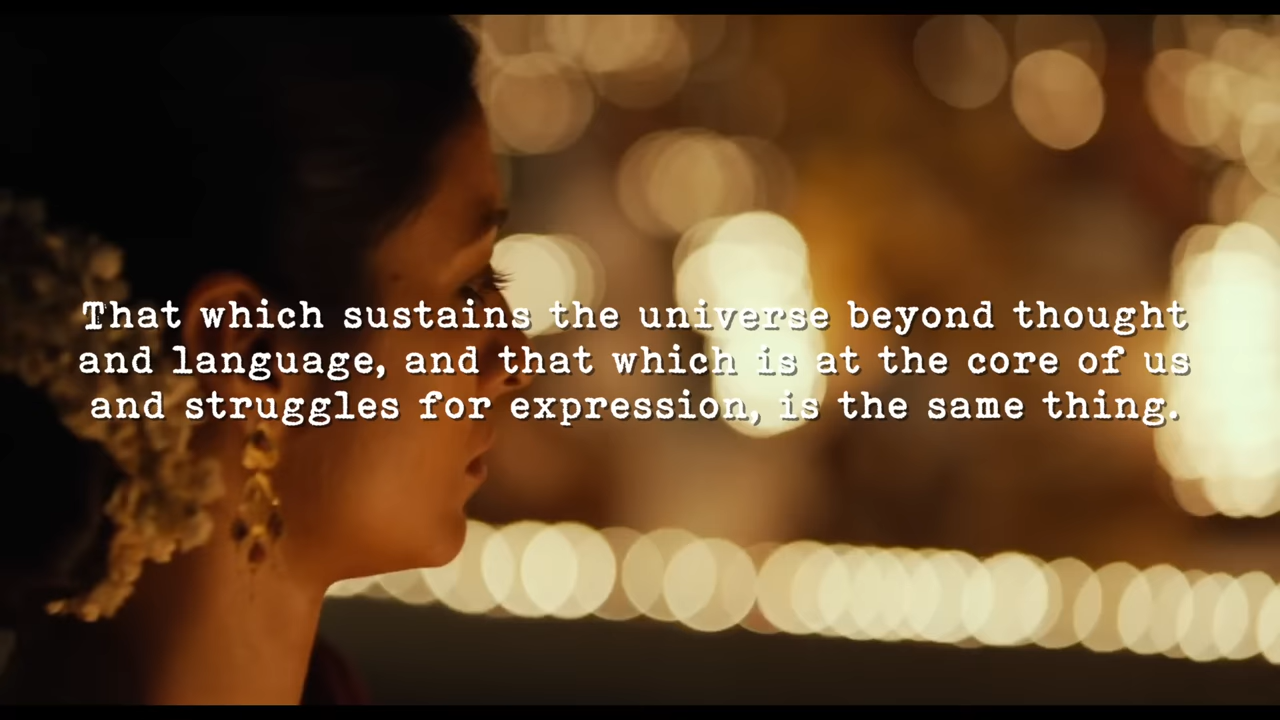 That which sustains the universe beyond thought
and language, and that which is at the core of us
and struggles for expression, is the same thing.